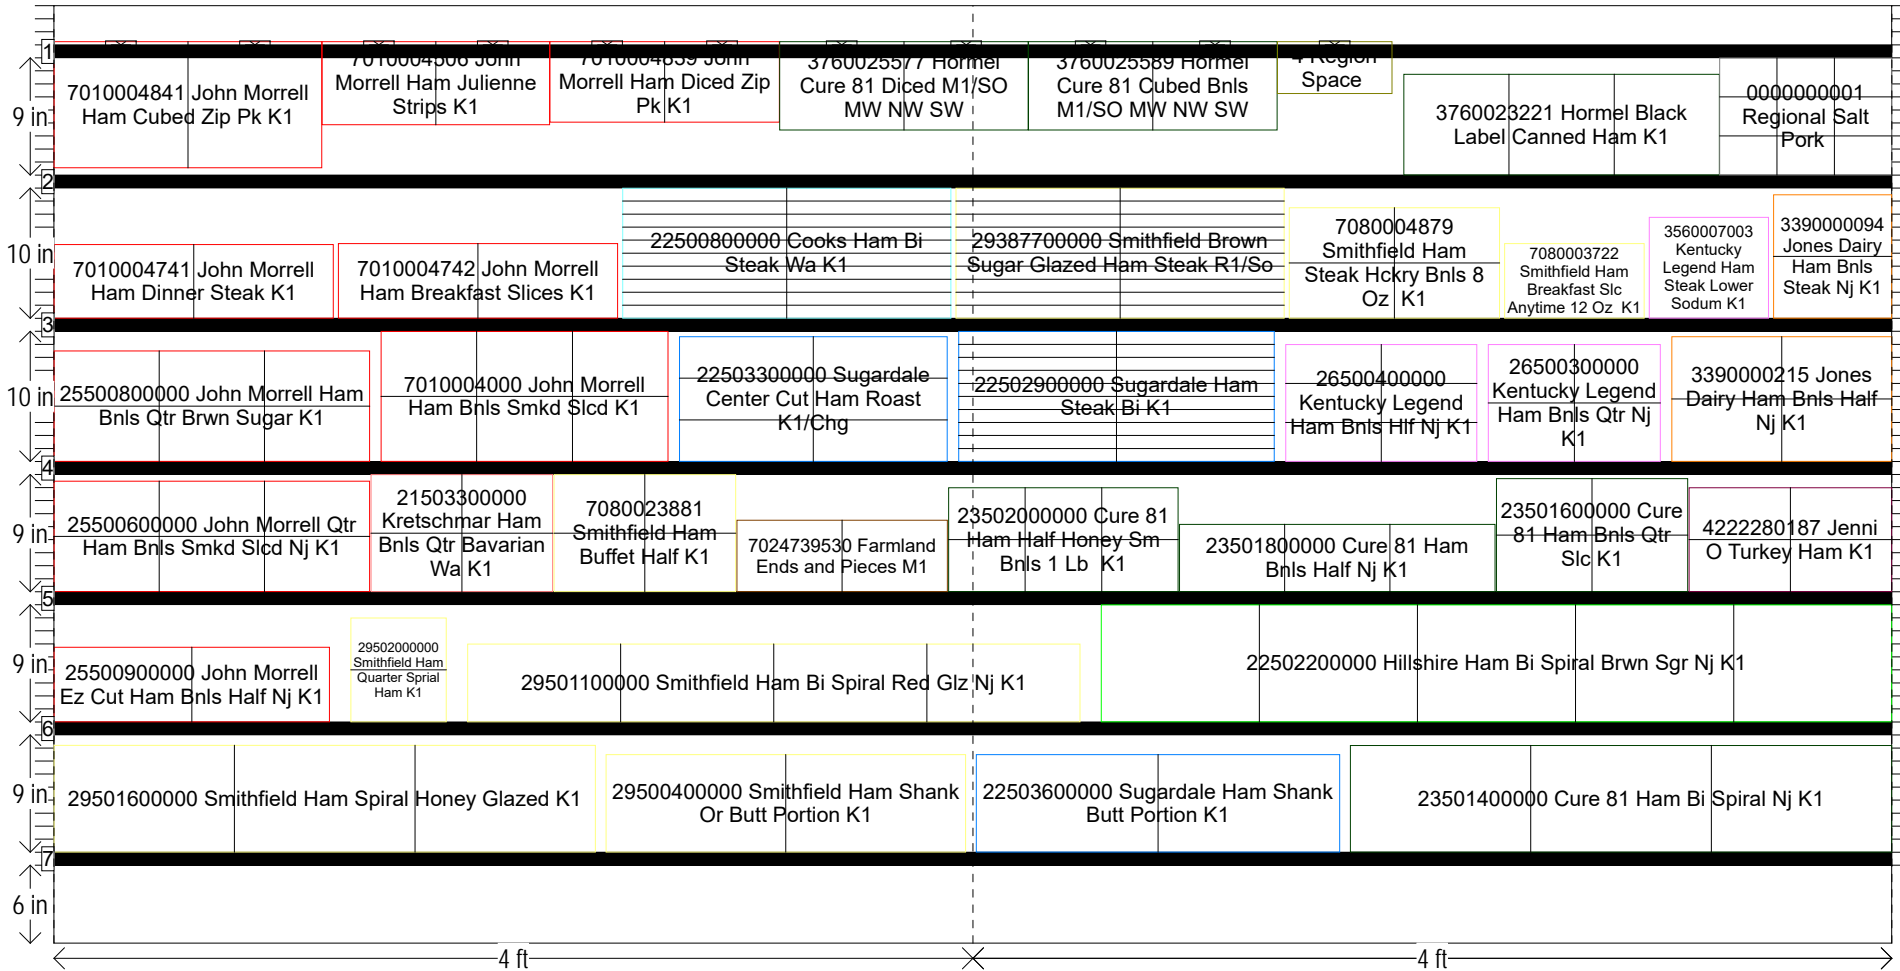 1
7010004841 John Morrell
Ham Cubed Zip Pk K1
7010004506 John
Morrell Ham Julienne
Strips K1
7010004839 John
Morrell Ham Diced Zip
Pk K1
3760025577 Hormel
Cure 81 Diced M1/SO
MW NW SW
3760025589 Hormel
Cure 81 Cubed Bnls
M1/SO MW NW SW
4 Region
Space
3760023221 Hormel Black
Label Canned Ham K1
0000000001
Regional Salt
Pork
9 in
2
7010004741 John Morrell
Ham Dinner Steak K1
7010004742 John Morrell
Ham Breakfast Slices K1
22500800000 Cooks Ham Bi
Steak Wa K1
29387700000 Smithfield Brown
Sugar Glazed Ham Steak R1/So
7080004879
Smithfield Ham
Steak Hckry Bnls 8
Oz K1
7080003722
Smithfield Ham
Breakfast Slc
Anytime 12 Oz K1
3560007003
Kentucky
Legend Ham
Steak Lower
Sodum K1
3390000094
Jones Dairy
Ham Bnls
Steak Nj K1
10 in
3
25500800000 John Morrell Ham
Bnls Qtr Brwn Sugar K1
7010004000 John Morrell
Ham Bnls Smkd Slcd K1
22503300000 Sugardale
Center Cut Ham Roast
K1/Chg
22502900000 Sugardale Ham
Steak Bi K1
26500400000
Kentucky Legend
Ham Bnls Hlf Nj K1
26500300000
Kentucky Legend
Ham Bnls Qtr Nj
K1
3390000215 Jones
Dairy Ham Bnls Half
Nj K1
10 in
4
25500600000 John Morrell Qtr
Ham Bnls Smkd Slcd Nj K1
21503300000
Kretschmar Ham
Bnls Qtr Bavarian
Wa K1
7080023881
Smithfield Ham
Buffet Half K1
7024739530 Farmland
Ends and Pieces M1
23502000000 Cure 81
Ham Half Honey Sm
Bnls 1 Lb K1
23501800000 Cure 81 Ham
Bnls Half Nj K1
23501600000 Cure
81 Ham Bnls Qtr
Slc K1
4222280187 Jenni
O Turkey Ham K1
9 in
5
25500900000 John Morrell
Ez Cut Ham Bnls Half Nj K1
29502000000
Smithfield Ham
Quarter Sprial
Ham K1
29501100000 Smithfield Ham Bi Spiral Red Glz Nj K1
22502200000 Hillshire Ham Bi Spiral Brwn Sgr Nj K1
9 in
6
29501600000 Smithfield Ham Spiral Honey Glazed K1
29500400000 Smithfield Ham Shank
Or Butt Portion K1
22503600000 Sugardale Ham Shank
Butt Portion K1
23501400000 Cure 81 Ham Bi Spiral Nj K1
9 in
7
6 in
4 ft
4 ft